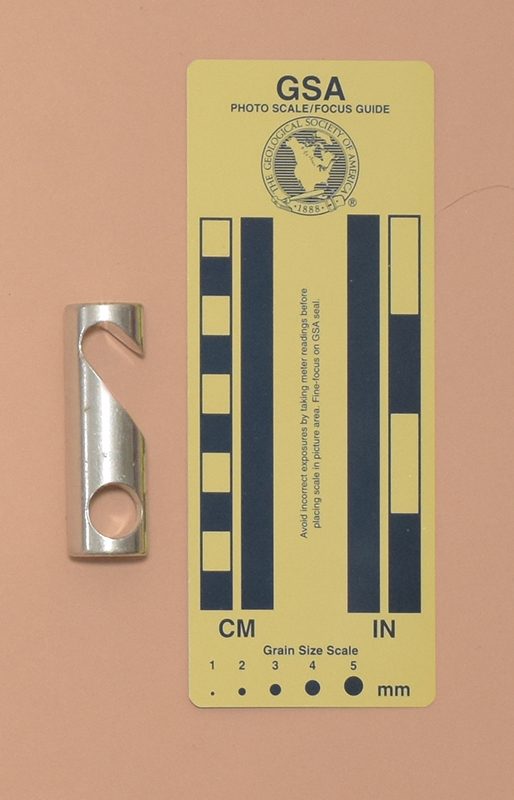 GSA
PHOTO SCALE/FOCUS GUIDE
THE GEOLOGICAL SOCIETY OF AMERICA
·1888·
®
Avoid incorrect exposures by taking meter readings before
placing scale in picture area. Fine-focus on GSA seal.
CM IN
Grain Size Scale
1 2 3 4 5
mm